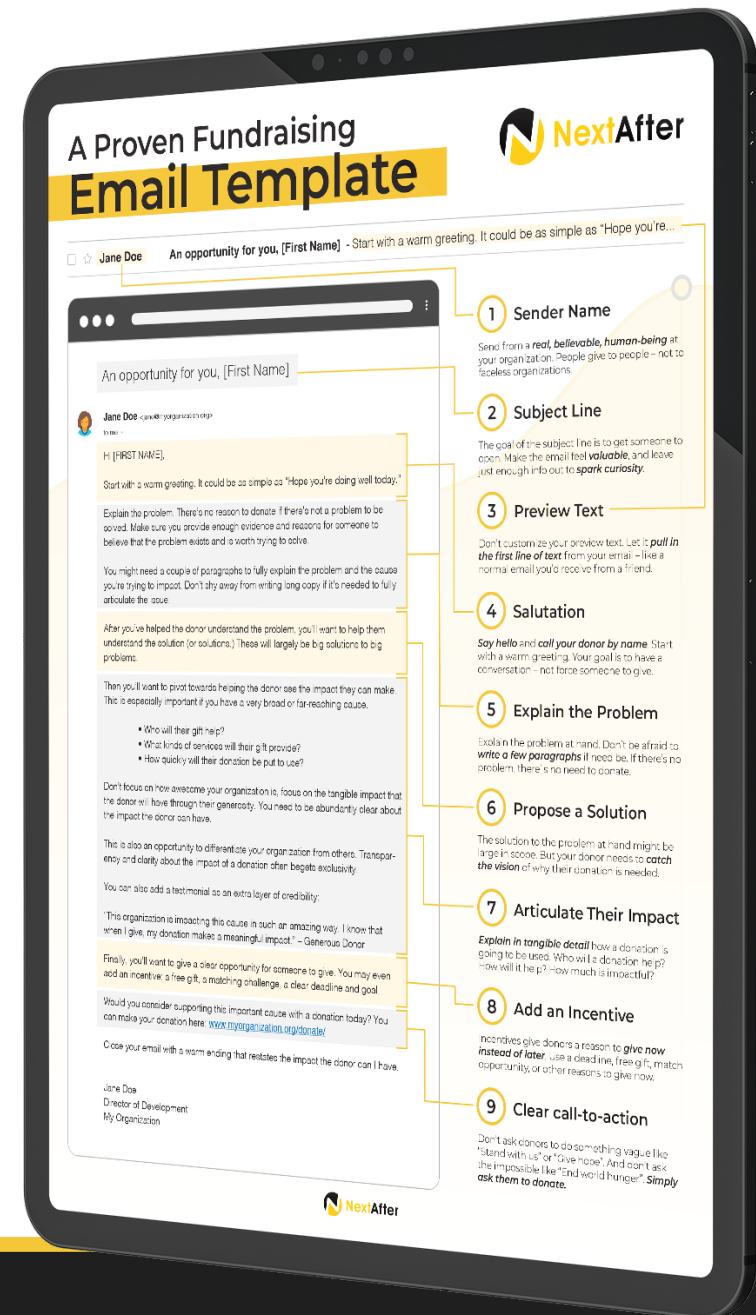 A Proven Fundraising
Email Template
NextAfter
Jane Doe An opportunity for you, [First Name] - Start with a warm greeting. It could be as simple as "Hope you're...
An opportunity for you, [First Name]
Jane Doe <jane@myorganization.org>
to me
Hi [FIRST NAME],
Start with a warm greeting. It could be as simple as "Hope you're doing well today."
Explain the problem. There's no reason to donate if there's not a problem to be
solved. Make sure you provide enough evidence and reasons for someone to
believe that the problem exists and is worth trying to solve.
You might need a couple of paragraphs to fully explain the problem and the cause
you're trying to impact. Don't shy away from writing long copy if it's needed to fully
articulate the issue.
After you've helped the donor understand the problem, you'll want to help them
understand the solution (or solutions.) These will largely be big solutions to big
problems.
Then you'll want to pivot towards helping the donor see the impact they can make.
This is especially important if you have a very broad or far-reaching cause.
• Who will their gift help?
• What kinds of services will their gift provide?
• How quickly will their donation be put to use?
Don't focus on how awesome your organization is, focus on the tangible impact that
the donor will have through their generosity. You need to be abundantly clear about
the impact the donor can have.
This is also an opportunity to differentiate your organization from others. Transpar-
ency and clarity about the impact of a donation often begets exclusivity.
You can also add a testimonial as an extra layer of credibility:
"This organization is impacting this cause in such an amazing way. I know that
when I give, my donation makes a meaningful impact." – Generous Donor
Finally, you'll want to give a clear opportunity for someone to give. You may even
add an incentive: a free gift, a matching challenge, a clear deadline and goal.
Would you consider supporting this important cause with a donation today? You
can make your donation here: www.myorganization.org/donate/
Close your email with a warm ending that restates the impact the donor can I have.
Jane Doe
Director of Development
My Organization
1 Sender Name
Send from a real, believable, human-being at
your organization. People give to people – not to
faceless organizations.
2 Subject Line
The goal of the subject line is to get someone to
open. Make the email feel valuable, and leave
just enough info out to spark curiosity.
3 Preview Text
Don't customize your preview text. Let it pull in
the first line of text from your email – like a
normal email you'd receive from a friend.
4 Salutation
Say hello and call your donor by name. Start
with a warm greeting. Your goal is to have a
conversation – not force someone to give.
5 Explain the Problem
Explain the problem at hand. Don't be afraid to
write a few paragraphs if need be. If there's no
problem, there's no need to donate.
6 Propose a Solution
The solution to the problem at hand might be
large in scope. But your donor needs to catch
the vision of why their donation is needed.
7 Articulate Their Impact
Explain in tangible detail how a donation is
going to be used. Who will a donation help?
How will it help? How much is impactful?
8 Add an Incentive
Incentives give donors a reason to give now
instead of later. Use a deadline, free gift, match
opportunity, or other reasons to give now.
9 Clear call-to-action
Don't ask donors to do something vague like
"Stand with us" or "Give hope". And don't ask
the impossible like "End world hunger". Simply
ask them to donate.
NextAfter